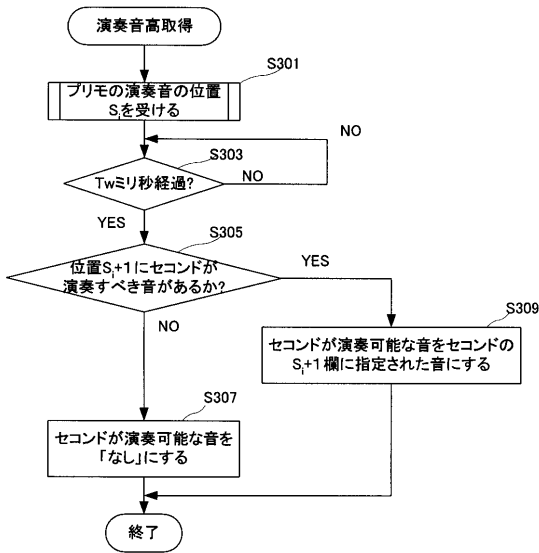 演奏音高取得
S301
プリモの演奏音の位置
Siを受ける
NO
S303
Twミリ秒経過?
NO
YES
S305
位置Si+1にセコンドが
演奏すべき音があるか?
YES
NO
S309
セコンドが演奏可能な音をセコンドの
Si+1欄に指定された音にする
S307
セコンドが演奏可能な音を
「なし」にする
終了